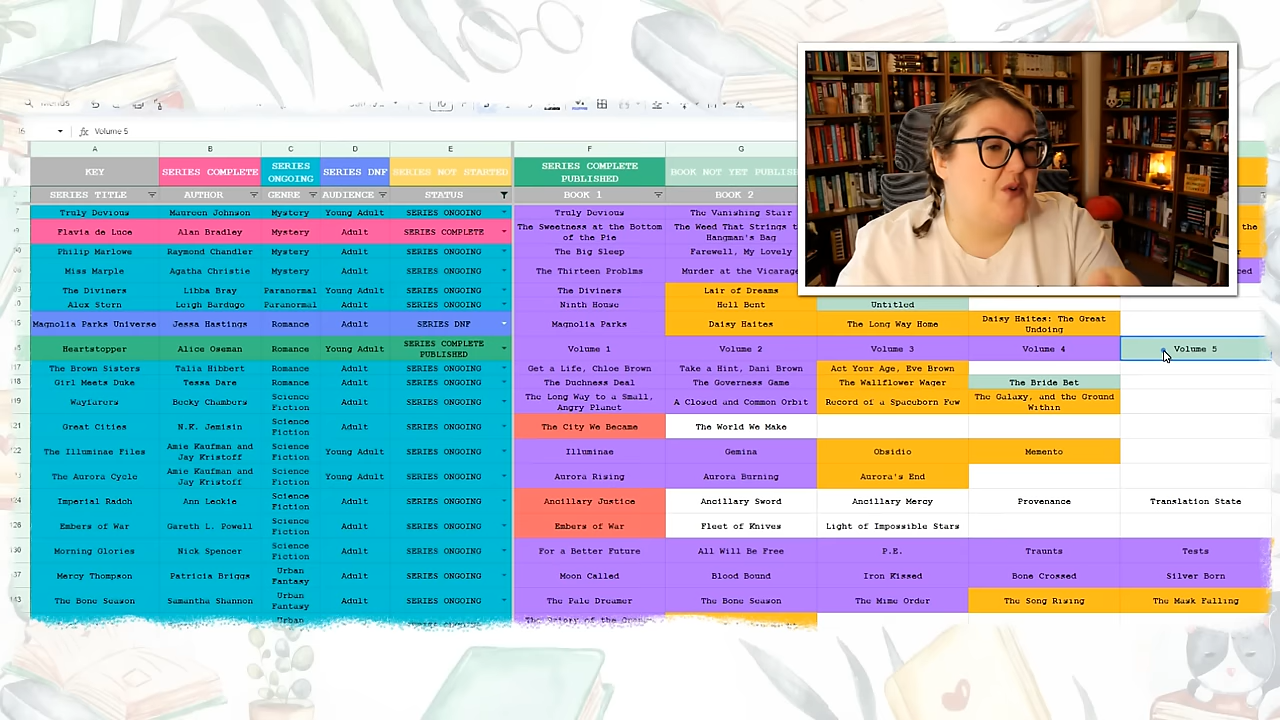 Volume 5
A B C D E F G
KEY SERIES COMPLETE SERIES ONGOING SERIES DNF SERIES NOT STARTED SERIES COMPLETE PUBLISHED BOOK NOT YET PUBLISHE
SERIES TITLE AUTHOR GENRE AUDIENCE STATUS BOOK 1 BOOK 2
Truly Devious Maureen Johnson Mystery Young Adult SERIES ONGOING Truly Devious The Vanishing Stair
Flavia de Luce Alan Bradley Mystery Adult SERIES COMPLETE The Sweetness at the Bottom of the Pie The Weed That Strings t Hangman's Bag the
Philip Marlowe Raymond Chandler Mystery Adult SERIES ONGOING The Big Sleep Farewell, My Lovely
Miss Marple Agatha Christie Mystery Adult SERIES ONGOING The Thirteen Problms Murder at the Vicarage ced
The Diviners Libba Bray Paranormal Young Adult SERIES ONGOING The Diviners Lair of Dreams
Alex Stern Leigh Bardugo Paranormal Adult SERIES ONGOING Ninth House Hell Bent Untitled
Magnolia Parks Universe Jessa Hastings Romance Adult SERIES DNF Magnolia Parks Daisy Haites The Long Way Home Daisy Haites: The Great Undoing
Heartstopper Alice Oseman Romance Young Adult SERIES COMPLETE PUBLISHED Volume 1 Volume 2 Volume 3 Volume 4 Volume 5
The Brown Sisters Talia Hibbert Romance Adult SERIES ONGOING Get a Life, Chloe Brown Take a Hint, Dani Brown Act Your Age, Eve Brown
Girl Meets Duke Tessa Dare Romance Adult SERIES ONGOING The Duchess Deal The Governess Game The Wallflower Wager The Bride Bet
Wayfarers Becky Chambers Science Fiction Adult SERIES ONGOING The Long Way to a Small, Angry Planet A Closed and Common Orbit Record of a Spaceborn Few The Galaxy, and the Ground Within
Great Cities N.K. Jemisin Science Fiction Adult SERIES ONGOING The City We Became The World We Make
The Illuminae Files Amie Kaufman and Jay Kristoff Science Fiction Young Adult SERIES ONGOING Illuminae Gemina Obsidio Memento
The Aurora Cycle Amie Kaufman and Jay Kristoff Science Fiction Young Adult SERIES ONGOING Aurora Rising Aurora Burning Aurora's End
Imperial Radch Ann Leckie Science Fiction Adult SERIES ONGOING Ancillary Justice Ancillary Sword Ancillary Mercy Provenance Translation State
Embers of War Gareth L. Powell Science Fiction Adult SERIES ONGOING Embers of War Fleet of Knives Light of Impossible Stars
Morning Glories Nick Spencer Science Fiction Adult SERIES ONGOING For a Better Future All Will Be Free P.E. Traunts Tests
Mercy Thompson Patricia Briggs Urban Fantasy Adult SERIES ONGOING Moon Called Blood Bound Iron Kissed Bone Crossed Silver Born
The Bone Season Samantha Shannon Urban Fantasy Adult SERIES ONGOING The Pale Dreamer The Bone Season The Mime Order The Song Rising The Mask Falling
Urban